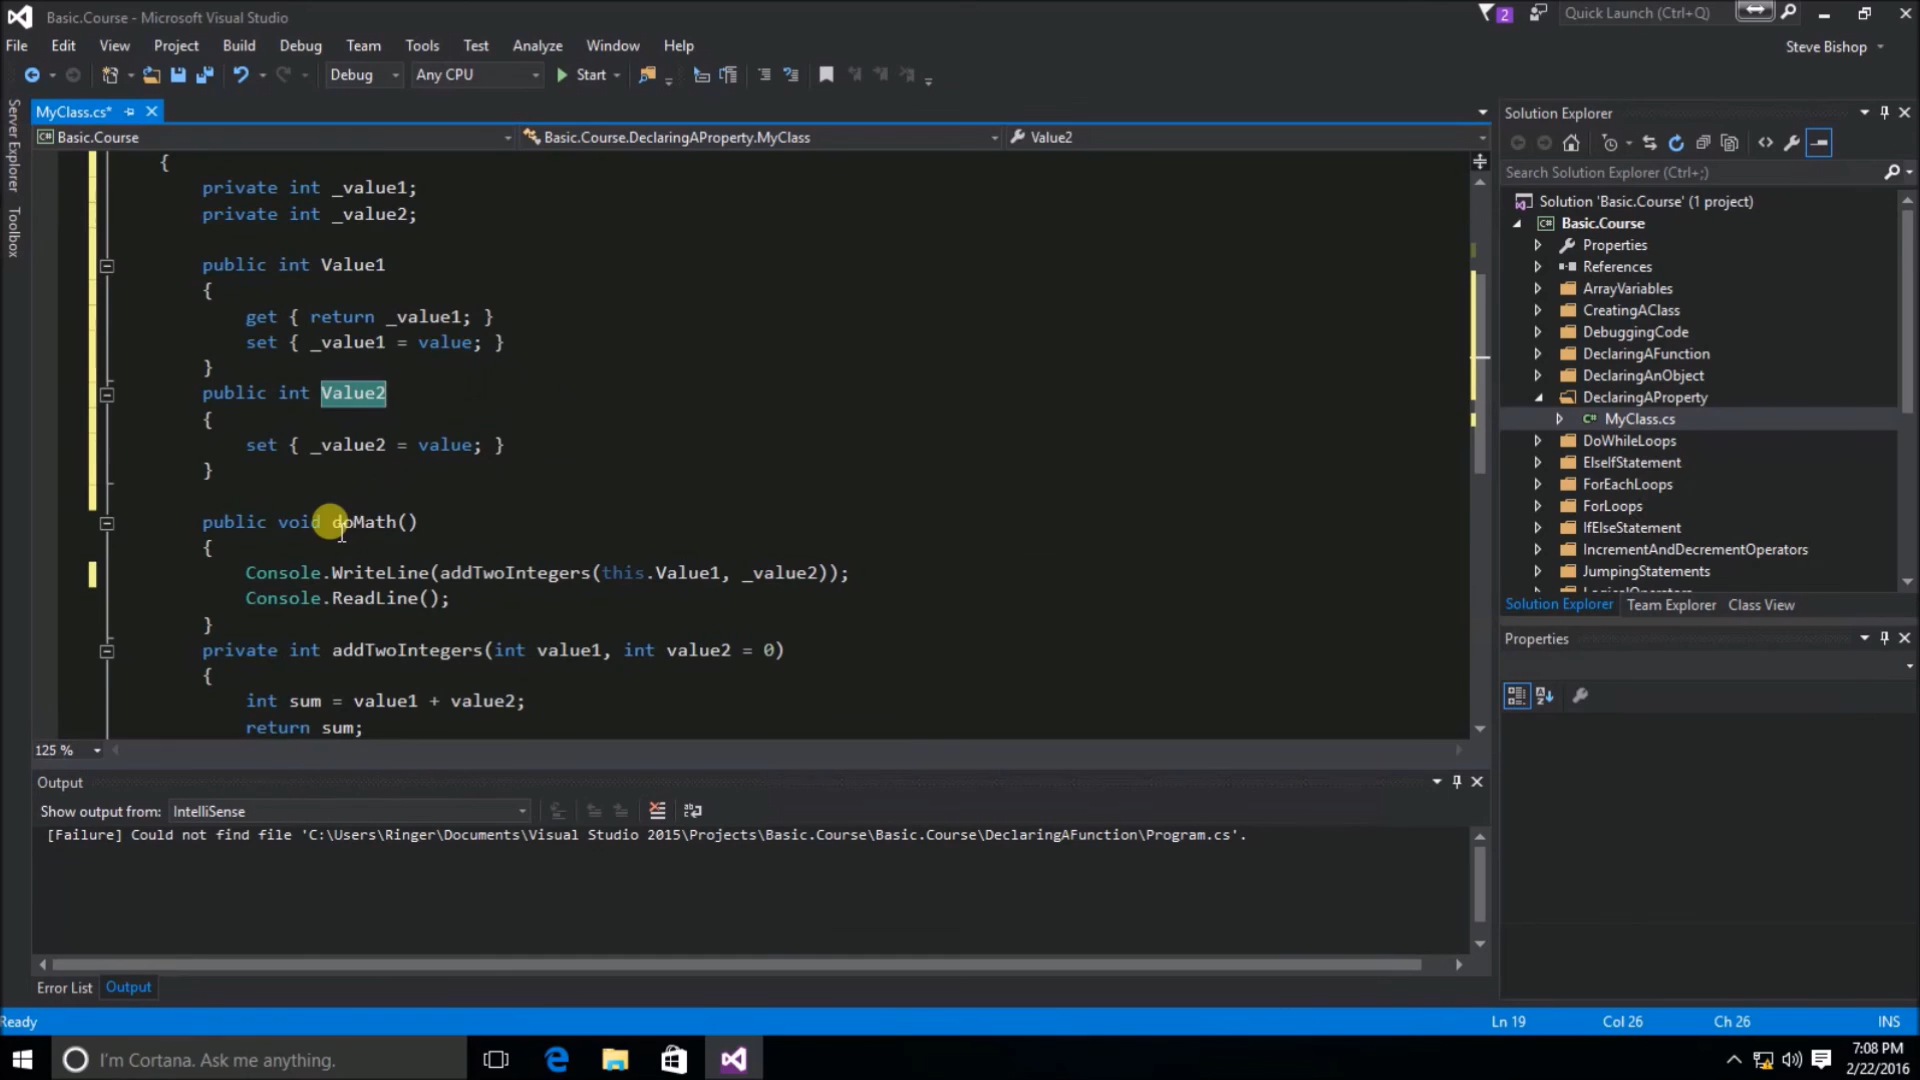 Basic.Course - Microsoft Visual Studio
2
Quick Launch (Ctrl+Q)
File Edit View Project Build Debug Team Tools Test Analyze Window Help
Steve Bishop
Debug Any CPU Start
Server Explorer
Toolbox
MyClass.cs*
Basic.Course Basic.Course.DeclaringAProperty.MyClass Value2
{
private int _value1;
private int _value2;
public int Value1
{
get { return _value1; }
set { _value1 = value; }
}
public int Value2
{
set { _value2 = value; }
}
public void doMath()
{
Console.WriteLine(addTwoIntegers(this.Value1, _value2));
Console.ReadLine();
}
private int addTwoIntegers(int value1, int value2 = 0)
{
int sum = value1 + value2;
return sum;
125 %
Output
Show output from: IntelliSense
[Failure] Could not find file 'C:\Users\Ringer\Documents\Visual Studio 2015\Projects\Basic.Course\Basic.Course\DeclaringAFunction\Program.cs'.
Error List Output
Solution Explorer
Search Solution Explorer (Ctrl+;)
Solution 'Basic.Course' (1 project)
C# Basic.Course
Properties
References
ArrayVariables
CreatingAClass
DebuggingCode
DeclaringAFunction
DeclaringAnObject
DeclaringAProperty
C# MyClass.cs
DoWhileLoops
ElseIfStatement
ForEachLoops
ForLoops
IfElseStatement
IncrementAndDecrementOperators
JumpingStatements
LogicalOperators
Solution Explorer Team Explorer Class View
Properties
Ready Ln 19 Col 26 Ch 26 INS
I'm Cortana. Ask me anything.
7:08 PM
2/22/2016